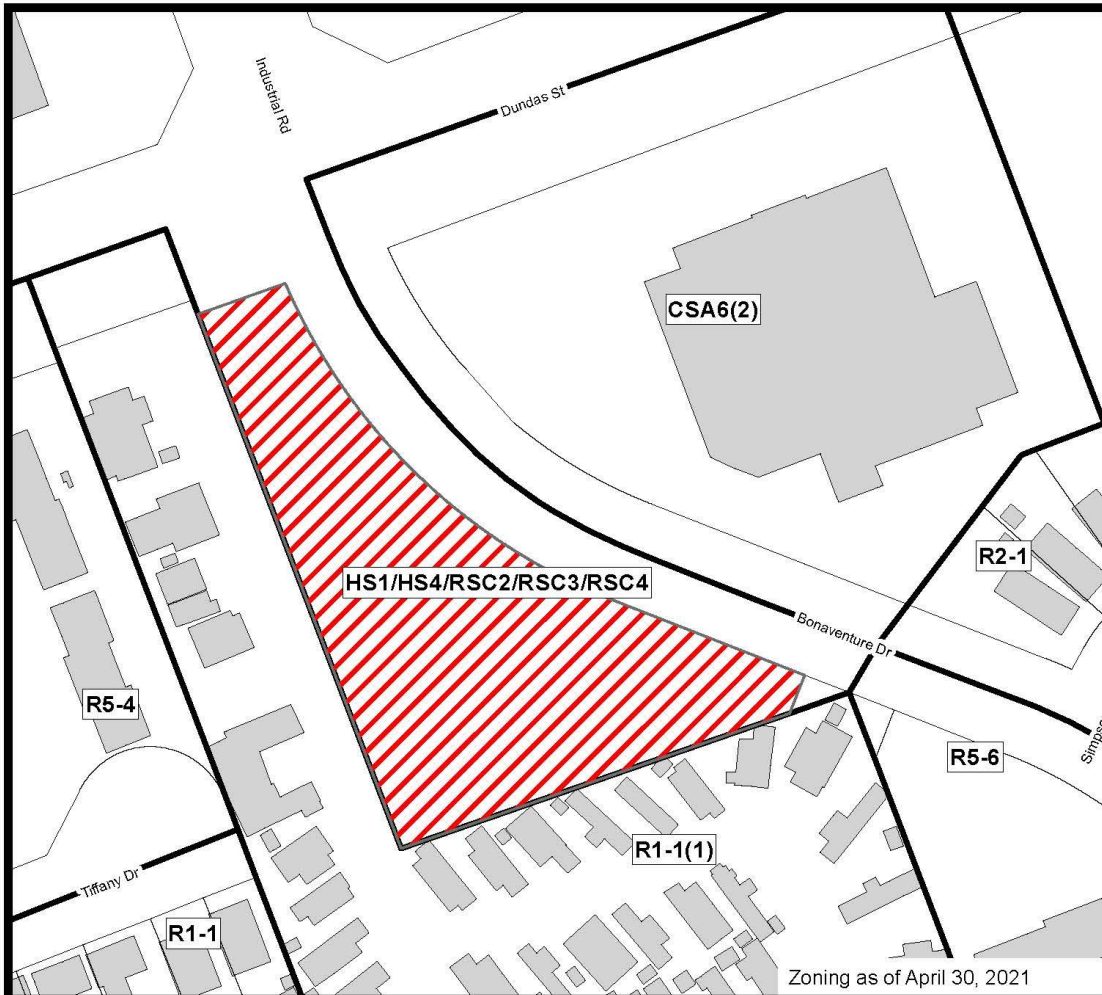 Industrial Rd
Dundas St
CSA6(2)
R2-1
HS1/HS4/RSC2/RSC3/RSC4
Bonaventure Dr
R5-4
Simpso
R5-6
R1-1(1)
Tiffany Dr
R1-1
Zoning as of April 30, 2021